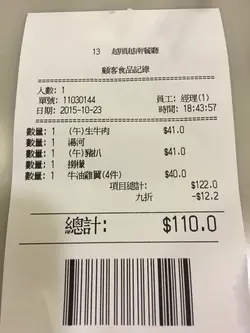 13 越順越南餐廳
顧客食品記錄
人數: 1
單號: 11030144 員工: 經理(1)
日期: 2015-10-23 時間: 18:43:57
數量: 1 (午)生牛肉 $41.0
數量: 1 湯河
數量: 1 (午)豬扒 $41.0
數量: 1 撈檬
數量: 1 牛油雞翼(4件) $40.0
項目總計: $122.0
九折 -$12.2
總計: $110.0